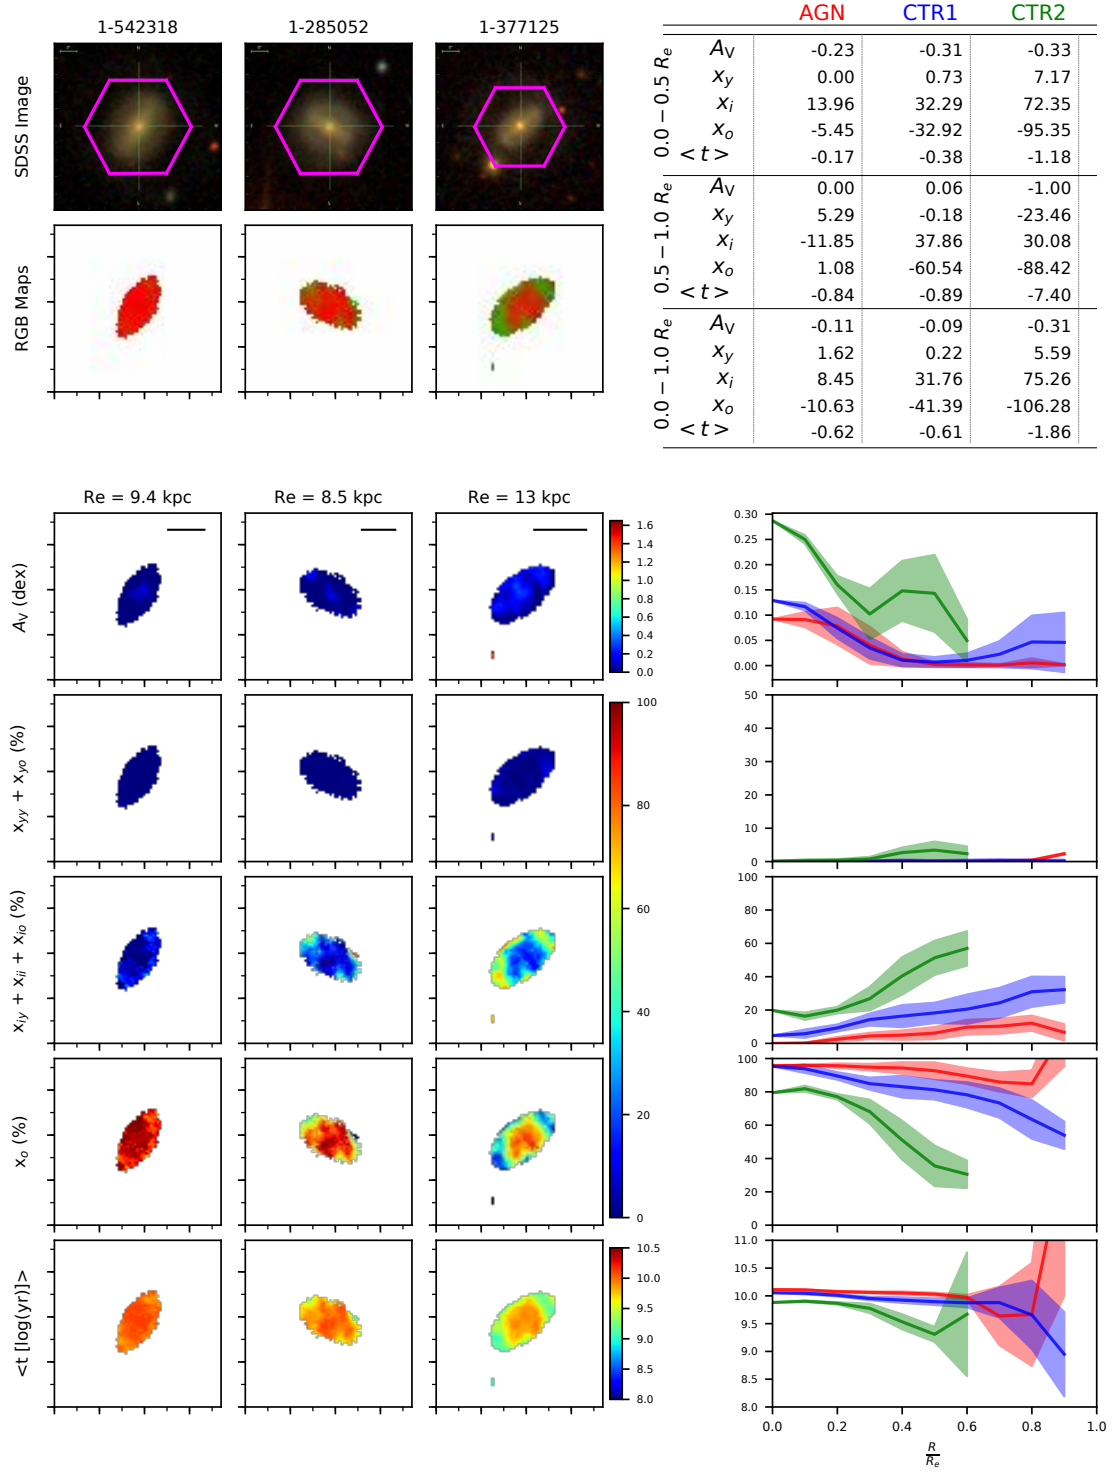 1-542318 1-285052 1-377125
SDSS Image
RGB Maps
AGN CTR1 CTR2
0.0 − 0.5 Re
AV -0.23 -0.31 -0.33
xy 0.00 0.73 7.17
xi 13.96 32.29 72.35
xo -5.45 -32.92 -95.35
<t> -0.17 -0.38 -1.18
0.5 − 1.0 Re
AV 0.00 0.06 -1.00
xy 5.29 -0.18 -23.46
xi -11.85 37.86 30.08
xo 1.08 -60.54 -88.42
<t> -0.84 -0.89 -7.40
0.0 − 1.0 Re
AV -0.11 -0.09 -0.31
xy 1.62 0.22 5.59
xi 8.45 31.76 75.26
xo -10.63 -41.39 -106.28
<t> -0.62 -0.61 -1.86
Re = 9.4 kpc Re = 8.5 kpc Re = 13 kpc
AV (dex)
1.6
1.4
1.2
1.0
0.8
0.6
0.4
0.2
0.0
0.30
0.25
0.20
0.15
0.10
0.05
0.00
xyy + xyo (%)
100
80
60
40
20
0
50
40
30
20
10
0
xiy + xii + xio (%)
100
80
60
40
20
0
xo (%)
100
80
60
40
20
0
<t [log(yr)]>
10.5
10.0
9.5
9.0
8.5
8.0
11.0
10.5
10.0
9.5
9.0
8.5
8.0
0.0 0.2 0.4 0.6 0.8 1.0
R
Re